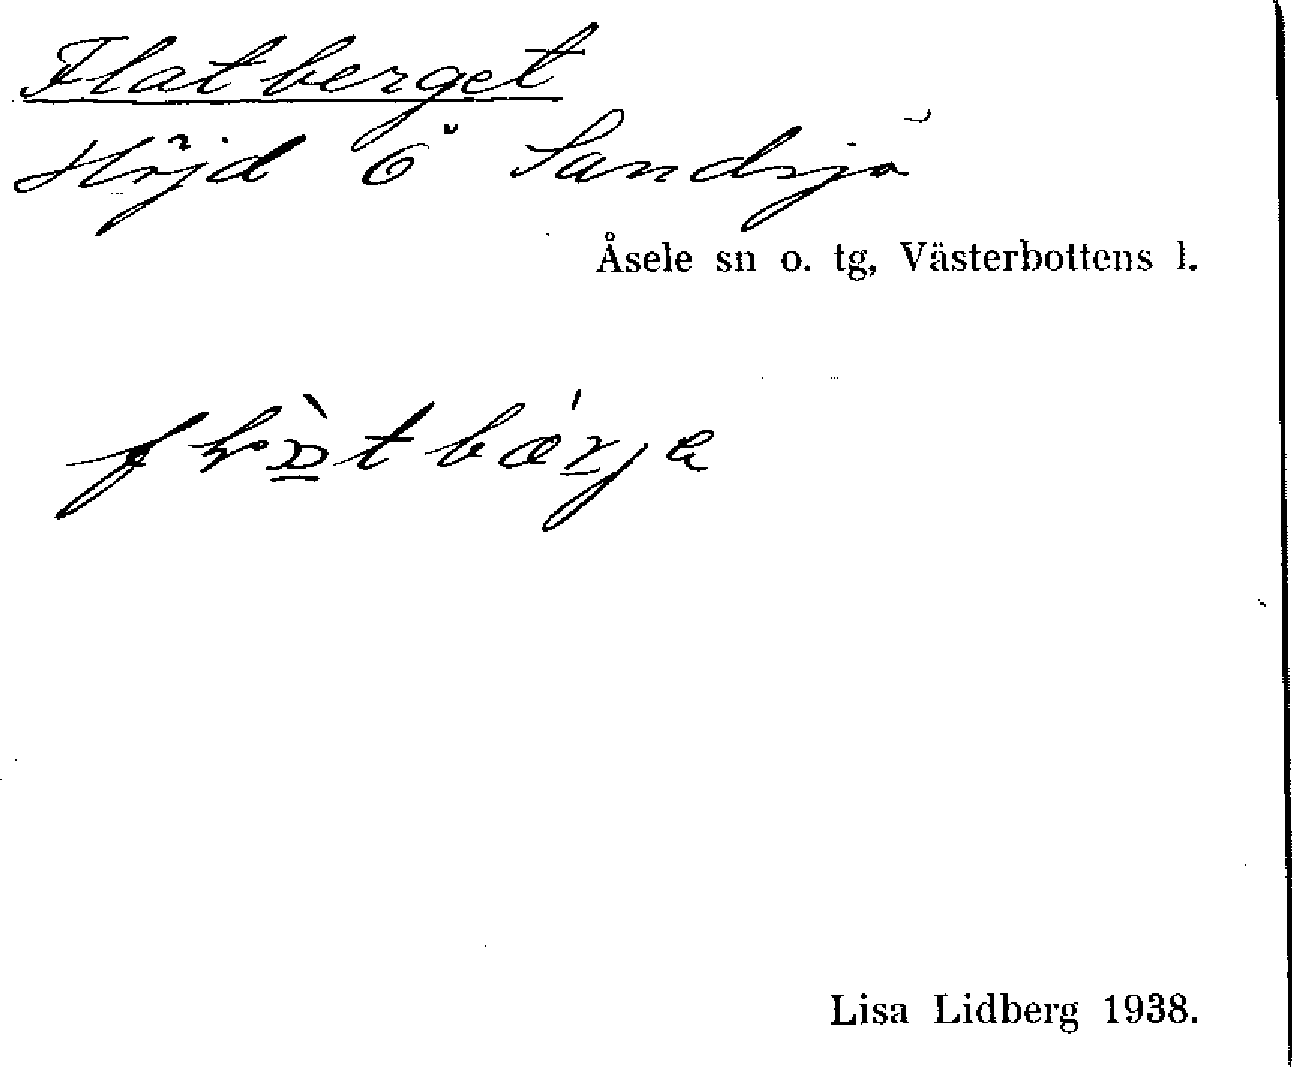 Flatberget
Höjd Ö Sandsjö
Åsele sn o. tg, Västerbottens l.
Lisa Lidberg 1938.